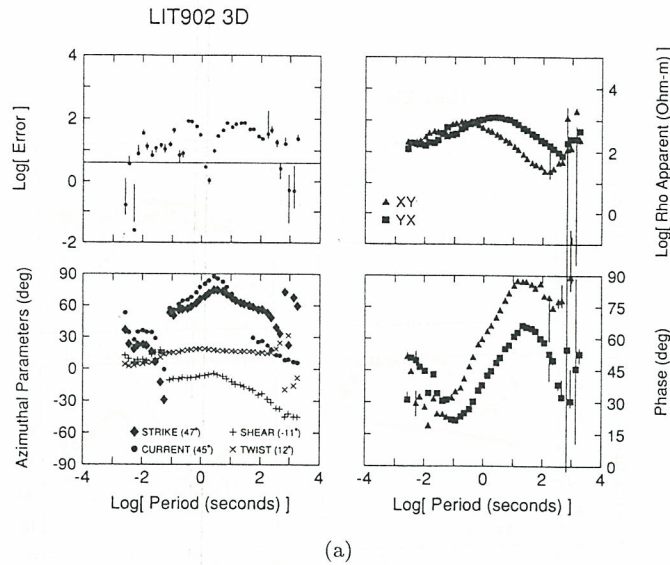 LIT902 3D
4
2
0
-2
Log[ Error ]
4
2
0
Log[ Rho Apparent (Ohm-m) ]
▲ XY
■ YX
90
60
30
0
-30
-60
-90
Azimuthal Parameters (deg)
◆ STRIKE (47°) + SHEAR (-11°)
● CURRENT (45°) × TWIST (12°)
-4 -2 0 2 4
Log[ Period (seconds) ]
90
75
60
45
30
15
0
Phase (deg)
-4 -2 0 2 4
Log[ Period (seconds) ]
(a)